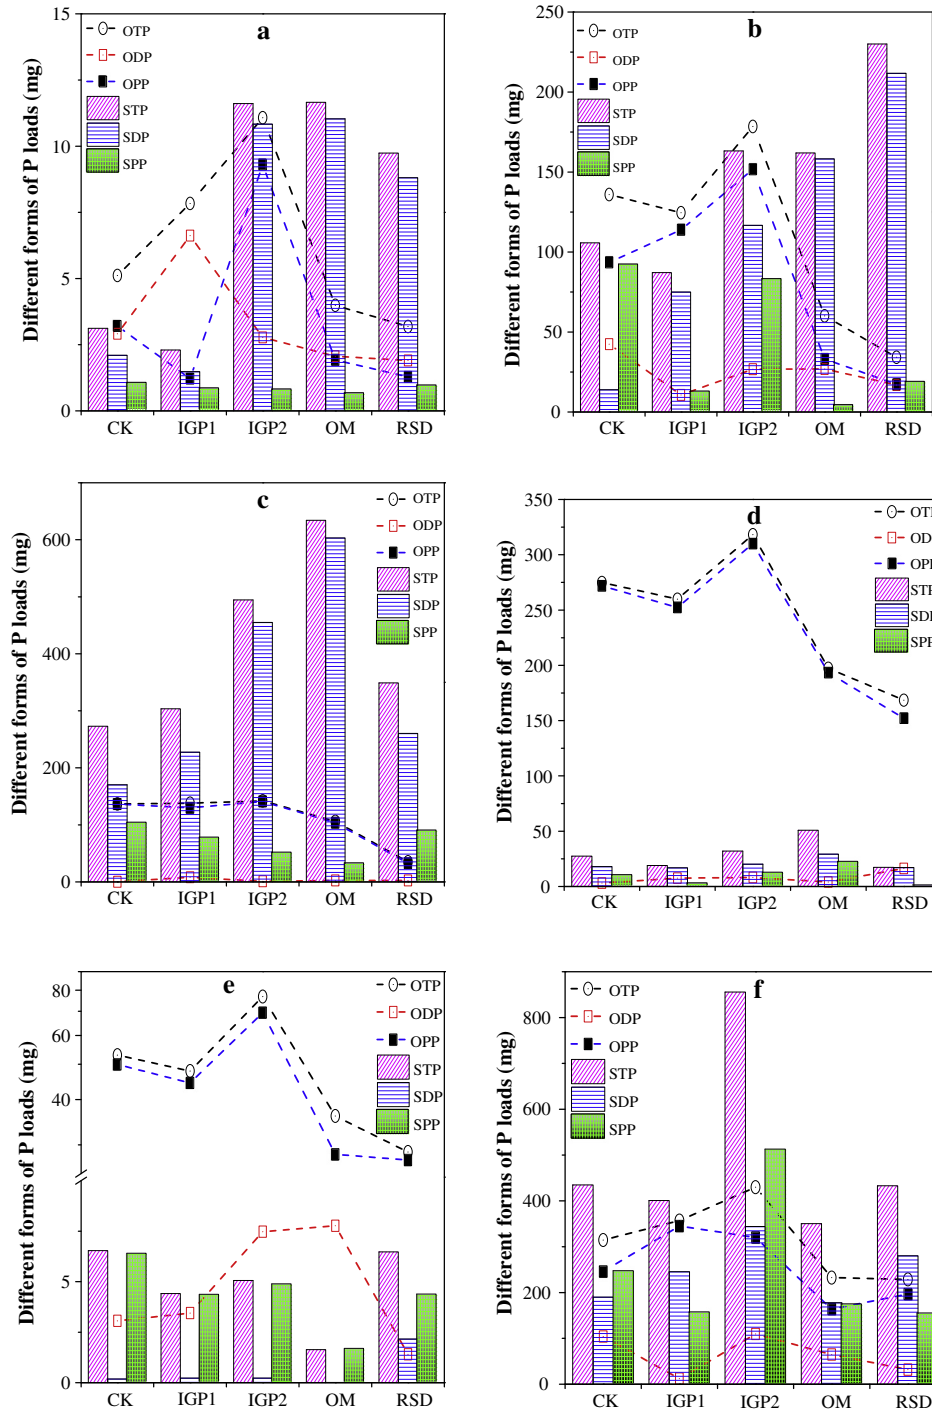 a
Different forms of P loads (mg)
15
10
5
0
OTP
ODP
OPP
STP
SDP
SPP
CK IGP1 IGP2 OM RSD
b
Different forms of P loads (mg)
250
200
150
100
50
0
OTP
ODP
OPP
STP
SDP
SPP
CK IGP1 IGP2 OM RSD
c
Different forms of P loads (mg)
600
400
200
0
OTP
ODP
OPP
STP
SDP
SPP
CK IGP1 IGP2 OM RSD
d
Different forms of P loads (mg)
350
300
250
200
150
100
50
0
OTP
ODP
OPP
STP
SDP
SPP
CK IGP1 IGP2 OM RSD
e
Different forms of P loads (mg)
80
60
40
5
0
OTP
ODP
OPP
STP
SDP
SPP
CK IGP1 IGP2 OM RSD
f
Different forms of P loads (mg)
800
600
400
200
0
OTP
ODP
OPP
STP
SDP
SPP
CK IGP1 IGP2 OM RSD